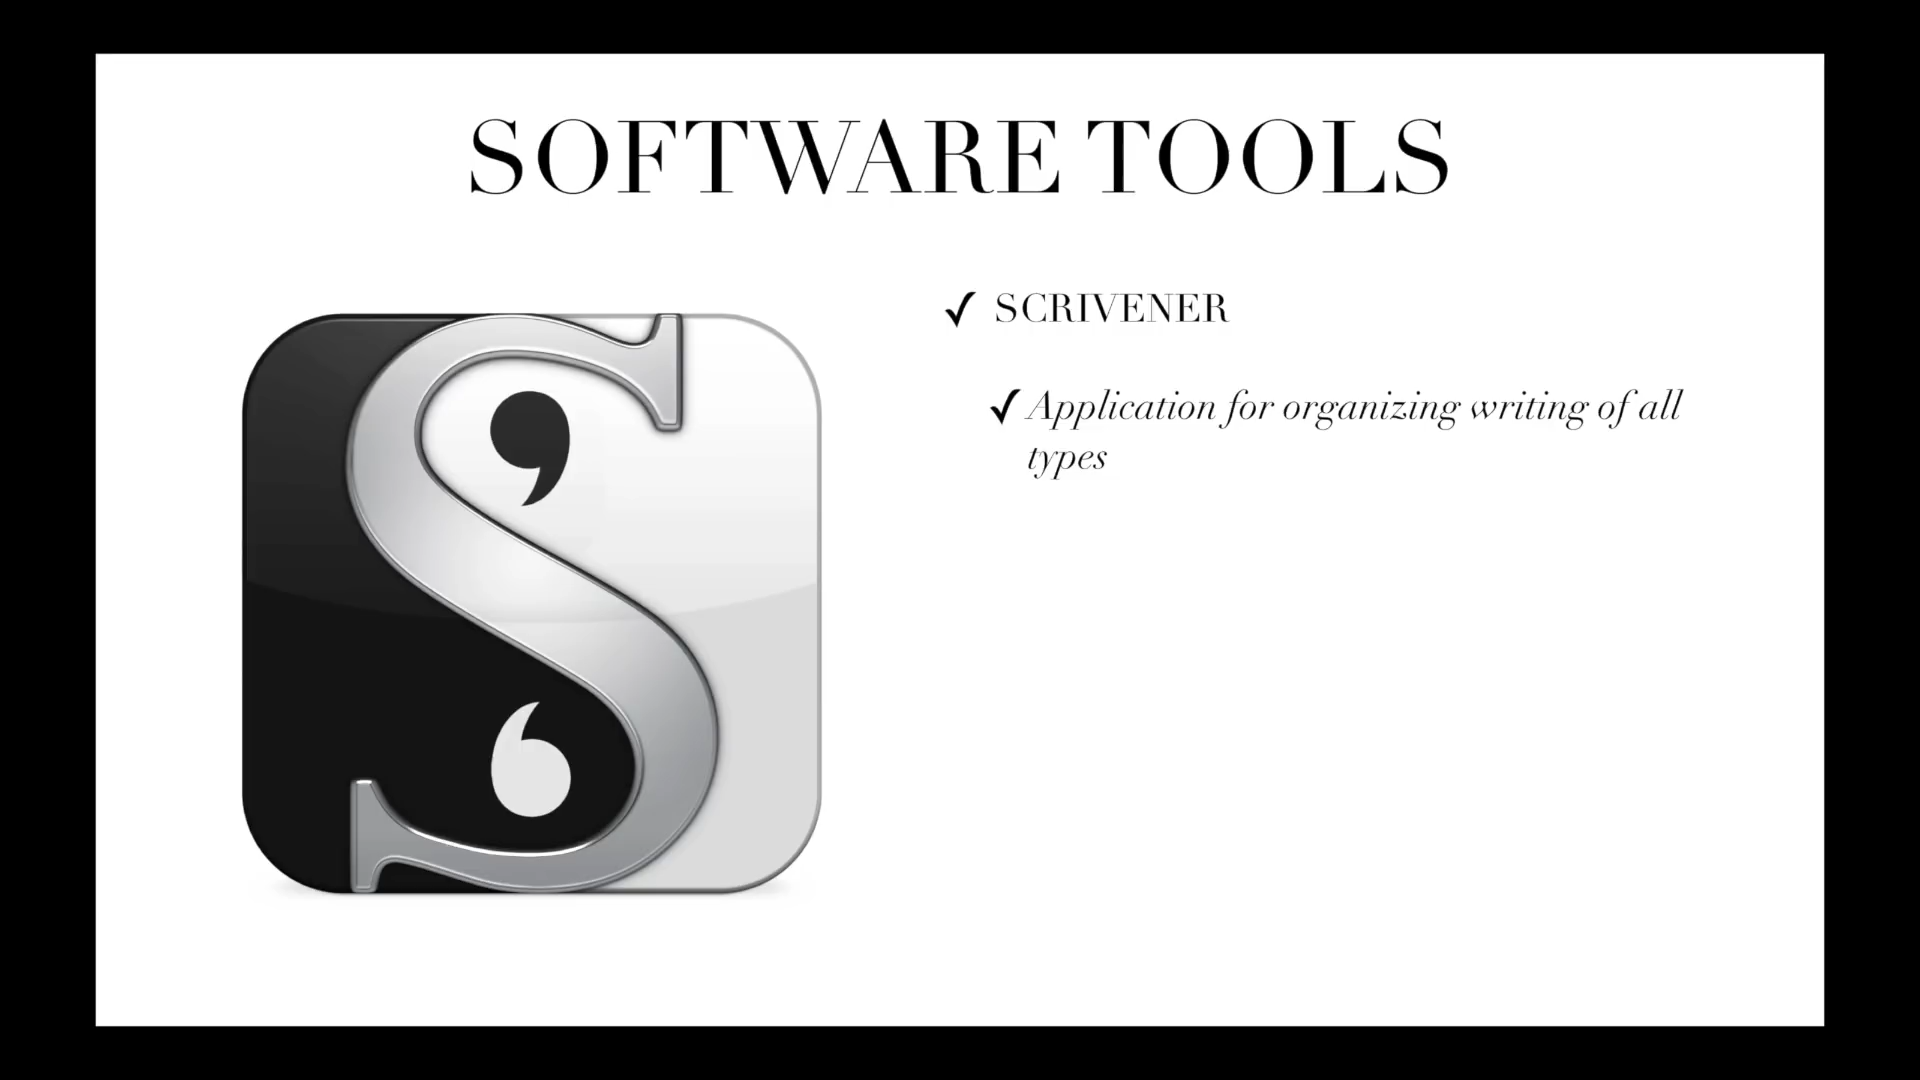 SOFTWARE TOOLS
SCRIVENER
Application for organizing writing of all
types